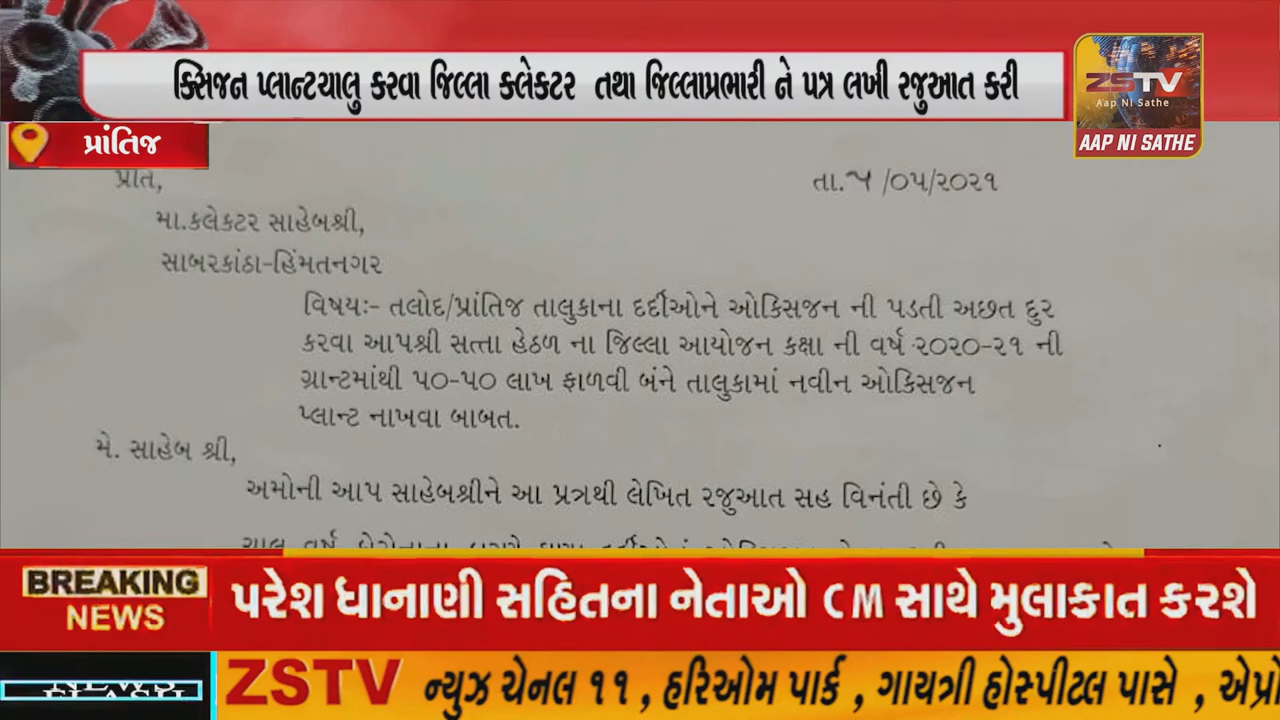 ક્સિજન પ્લાન્ટચાલુ કરવા જિલ્લા કલેક્ટર તથા જિલ્લાપ્રભારી ને પત્ર લખી રજુઆત કરી
ZSTV
Aap Ni Sathe
AAP NI SATHE
પ્રાંતિજ
પ્રતિ,
તા.૫ /૦૫/૨૦૨૧
મા.કલેકટર સાહેબશ્રી,
સાબરકાંઠા-હિંમતનગર
વિષયઃ- તલોદ/પ્રાંતિજ તાલુકાના દર્દીઓને ઓકિસજન ની પડતી અછત દુર
કરવા આપશ્રી સત્તા હેઠળ ના જિલ્લા આયોજન કક્ષા ની વર્ષ ૨૦૨૦-૨૧ ની
ગ્રાન્ટમાંથી ૫૦-૫૦ લાખ ફાળવી બંને તાલુકામાં નવીન ઓકિસજન
પ્લાન્ટ નાખવા બાબત.
મે. સાહેબ શ્રી,
અમોની આપ સાહેબશ્રીને આ પ્રત્રથી લેખિત રજુઆત સહ વિનંતી છે કે
BREAKING
NEWS
પરેશ ધાનાણી સહિતના નેતાઓ CM સાથે મુલાકાત કરશે
ZSTV ન્યુઝ ચેનલ ૧૧ , હરિઓમ પાર્ક , ગાયત્રી હોસ્પીટલ પાસે , એપ્રો